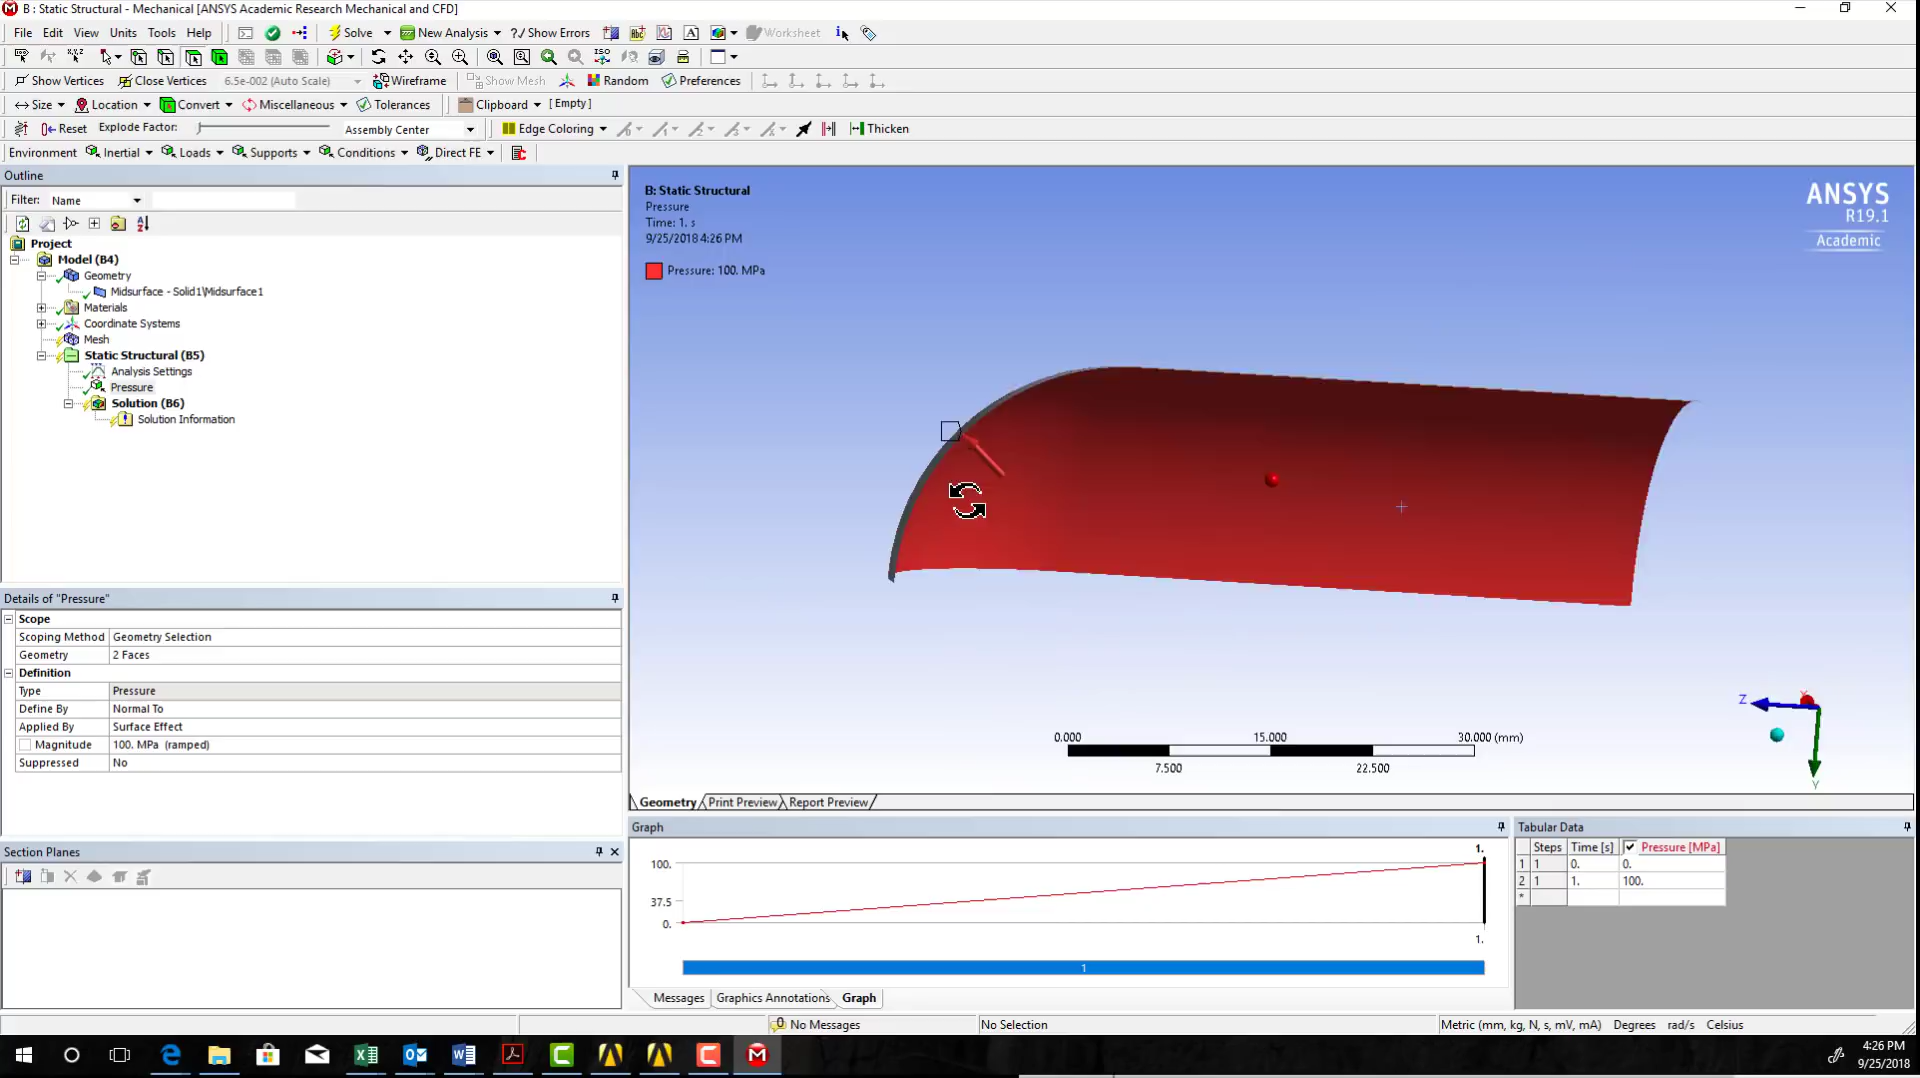 B : Static Structural - Mechanical [ANSYS Academic Research Mechanical and CFD]
File Edit View Units Tools Help Solve New Analysis ?/ Show Errors Worksheet
Show Vertices Close Vertices 6.5e-002 (Auto Scale) Wireframe Show Mesh Random Preferences
Size Location Convert Miscellaneous Tolerances Clipboard [ Empty]
Reset Explode Factor: Assembly Center Edge Coloring Thicken
Environment Inertial Loads Supports Conditions Direct FE
Outline
Filter: Name
Project
Model (B4)
Geometry
Midsurface - Solid1\Midsurface1
Materials
Coordinate Systems
Mesh
Static Structural (B5)
Analysis Settings
Pressure
Solution (B6)
Solution Information
Details of "Pressure"
Scope
Scoping Method Geometry Selection
Geometry 2 Faces
Definition
Type Pressure
Define By Normal To
Applied By Surface Effect
Magnitude 100. MPa (ramped)
Suppressed No
Section Planes
B: Static Structural
Pressure
Time: 1. s
9/25/2018 4:26 PM
Pressure: 100. MPa
ANSYS
R19.1
Academic
0.000 15.000 30.000 (mm)
7.500 22.500
Z
X
Y
Geometry Print Preview Report Preview
Graph
1.
100.
37.5
0.
1.
1
Messages Graphics Annotations Graph
Tabular Data
Steps Time [s] Pressure [MPa]
1 1 0. 0.
2 1 1. 100.
*
0 No Messages No Selection Metric (mm, kg, N, s, mV, mA) Degrees rad/s Celsius
4:26 PM
9/25/2018